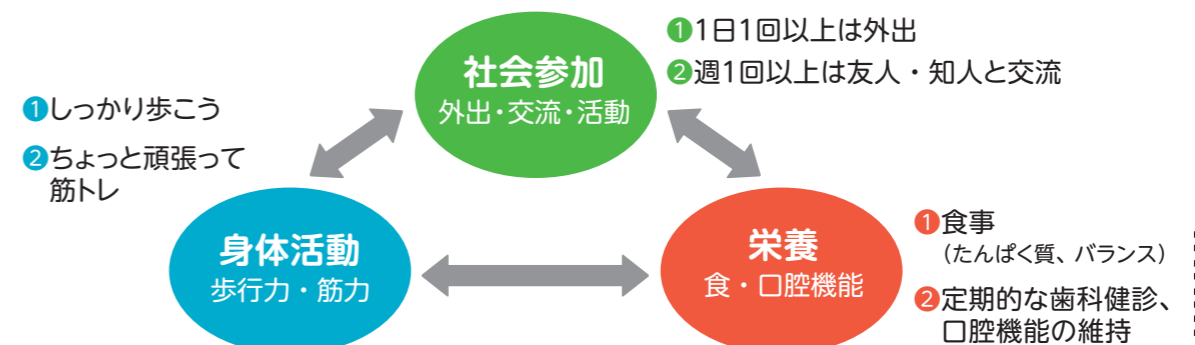 社会参加
外出・交流・活動
❶1日1回以上は外出
❷週1回以上は友人・知人と交流
❶しっかり歩こう
❷ちょっと頑張って
筋トレ
身体活動
歩行力・筋力
栄養
食・口腔機能
❶食事
(たんぱく質、バランス)
❷定期的な歯科健診、
口腔機能の維持